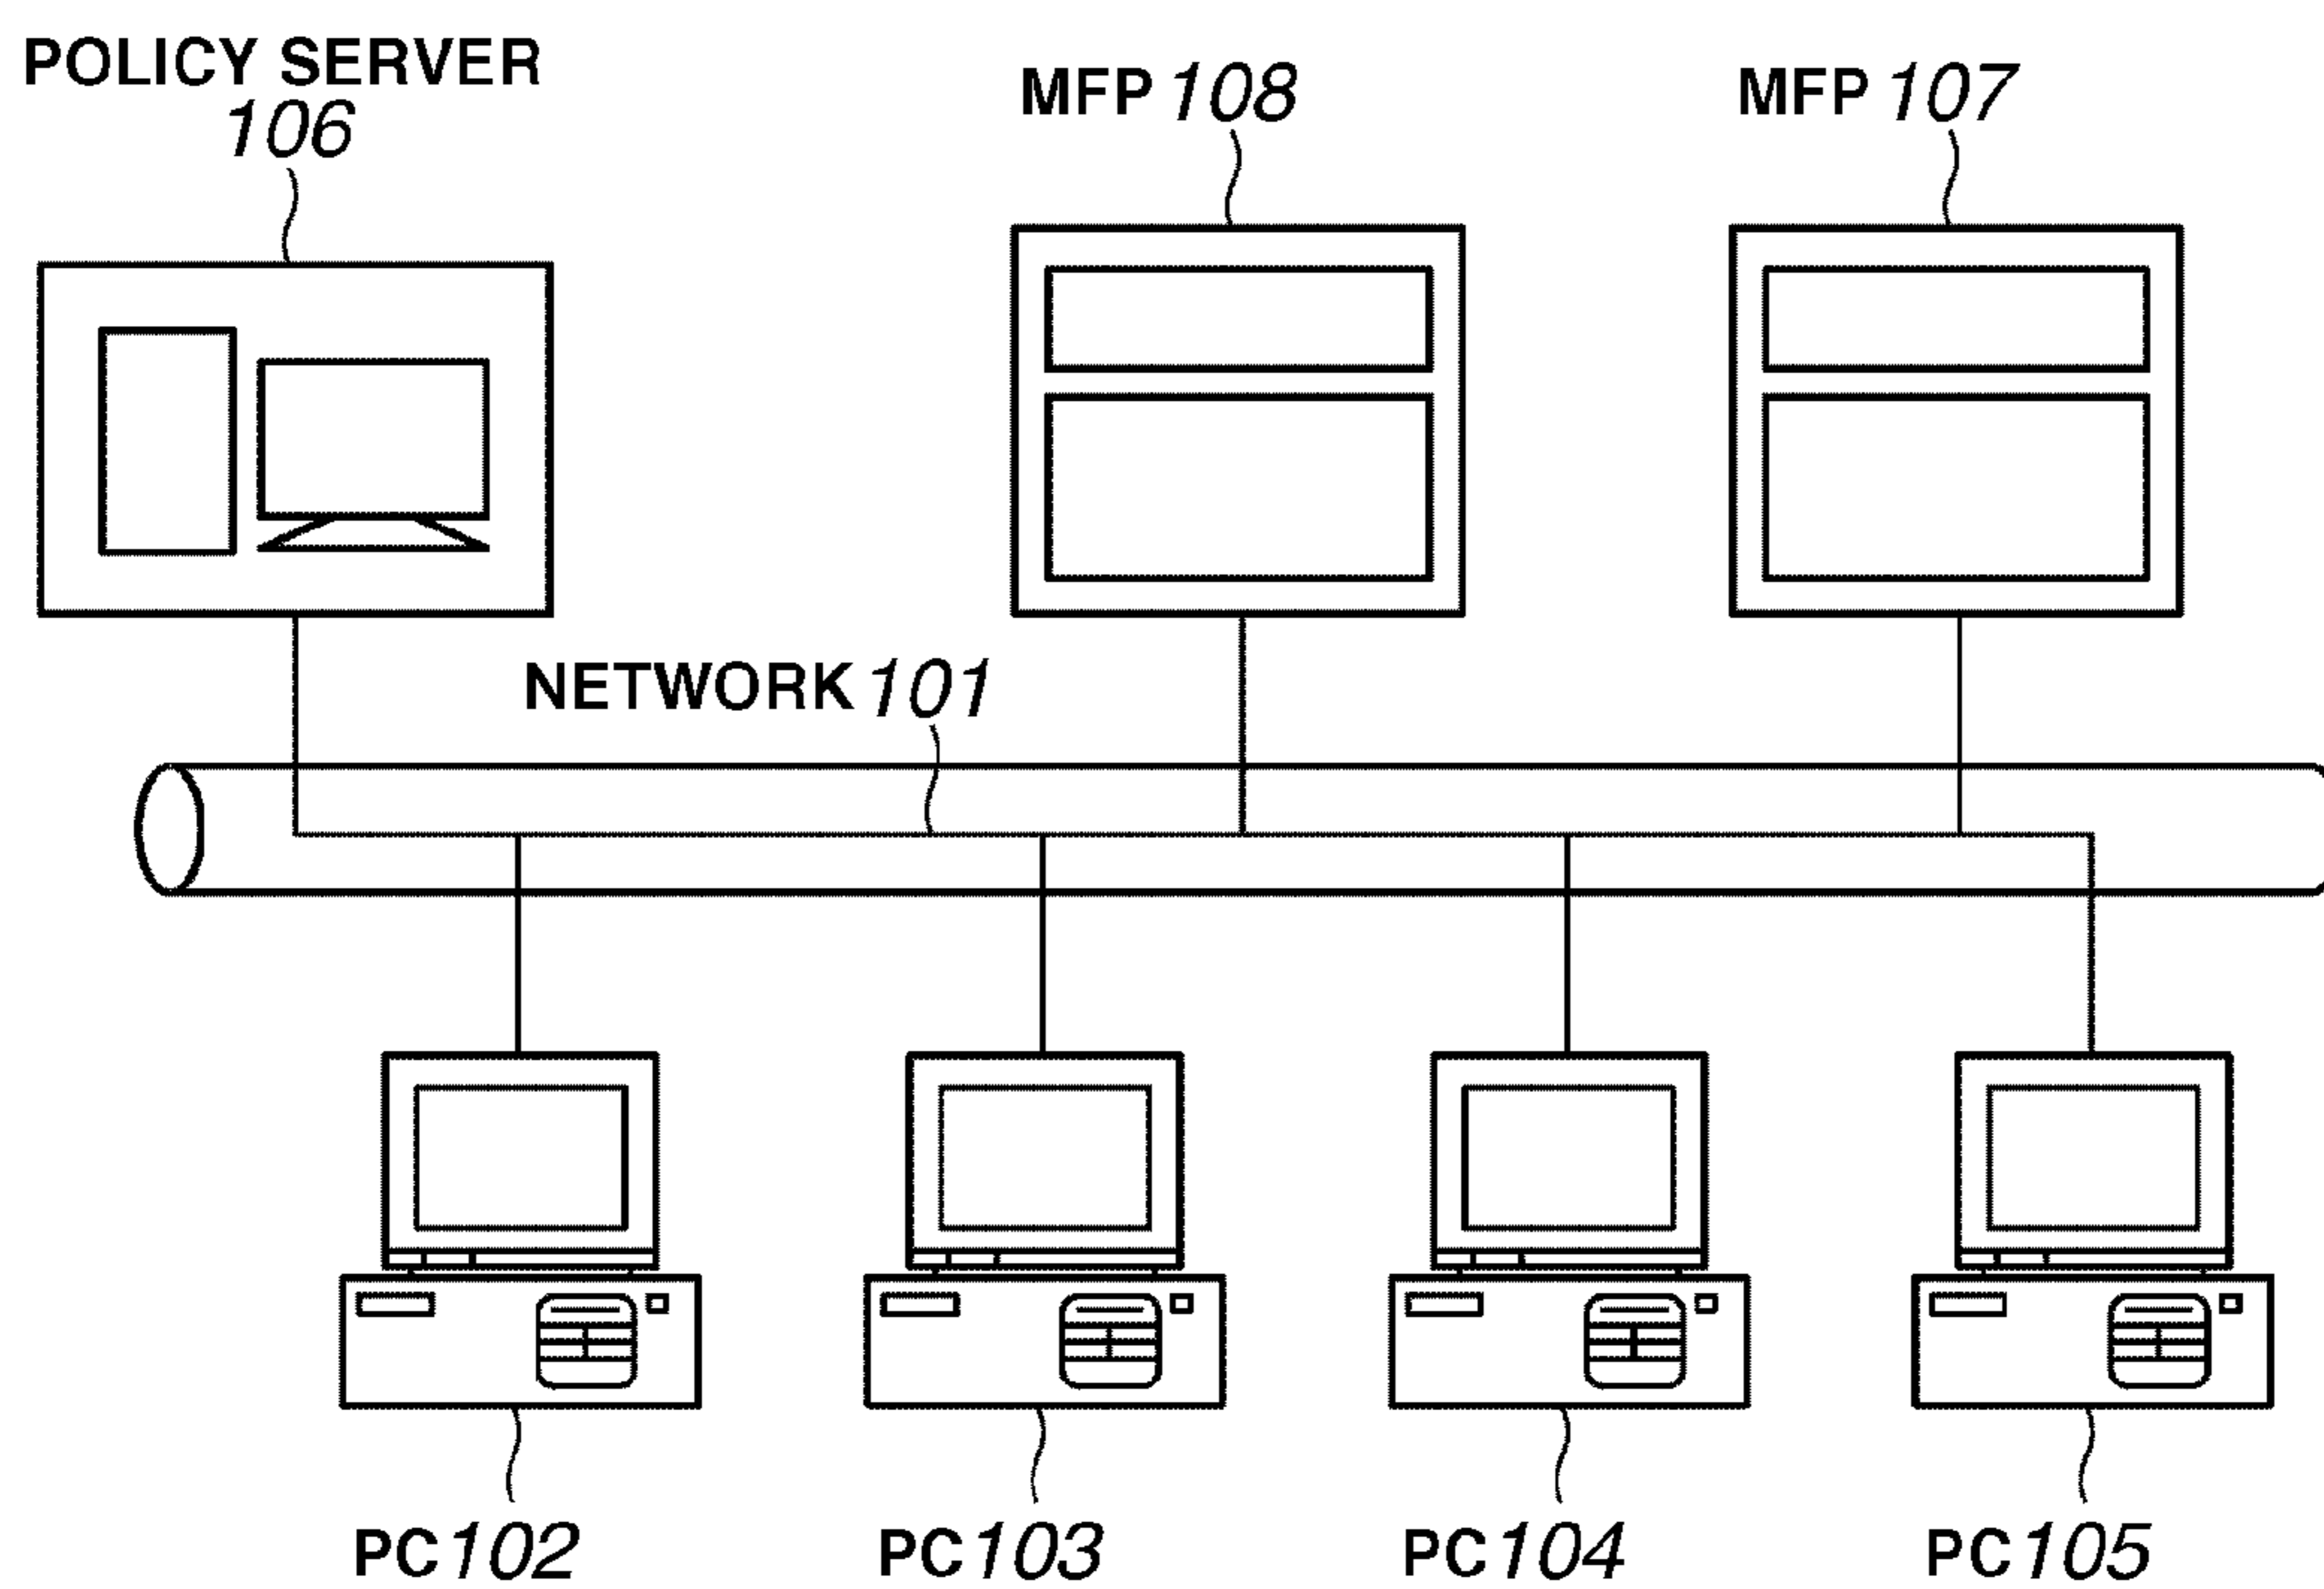 POLICY SERVER
106
MFP 108
MFP 107
NETWORK 101
PC 102
PC 103
PC 104
PC 105